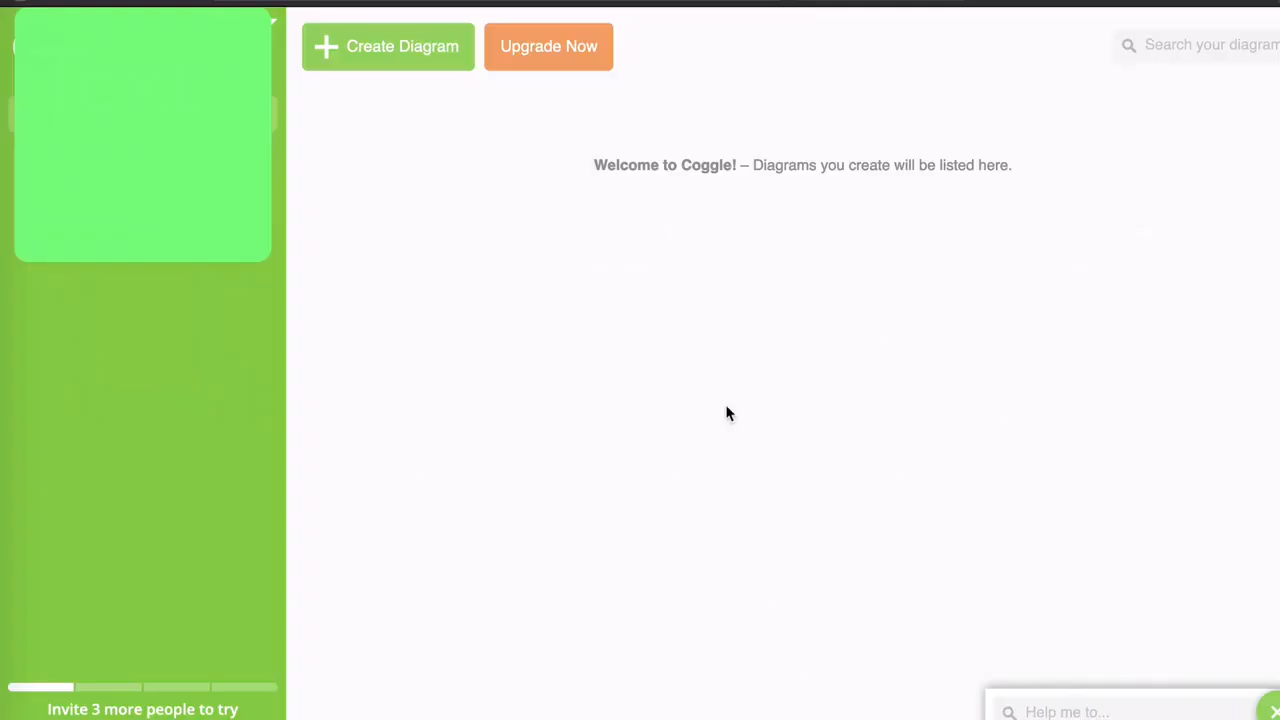 Create Diagram
Upgrade Now
Search your diagram
Welcome to Coggle! – Diagrams you create will be listed here.
Invite 3 more people to try
Help me to...